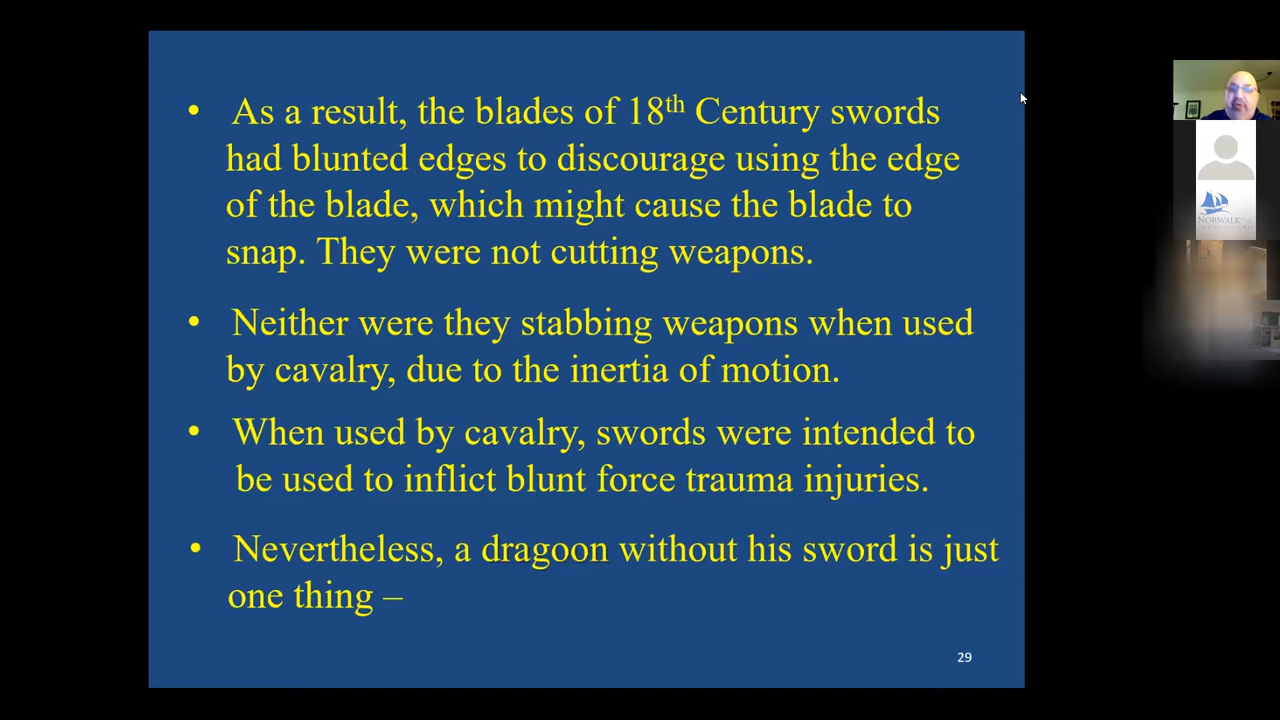 • As a result, the blades of 18th Century swords
had blunted edges to discourage using the edge
of the blade, which might cause the blade to
snap. They were not cutting weapons.
• Neither were they stabbing weapons when used
by cavalry, due to the inertia of motion.
• When used by cavalry, swords were intended to
be used to inflict blunt force trauma injuries.
• Nevertheless, a dragoon without his sword is just
one thing –
29
NORWALK